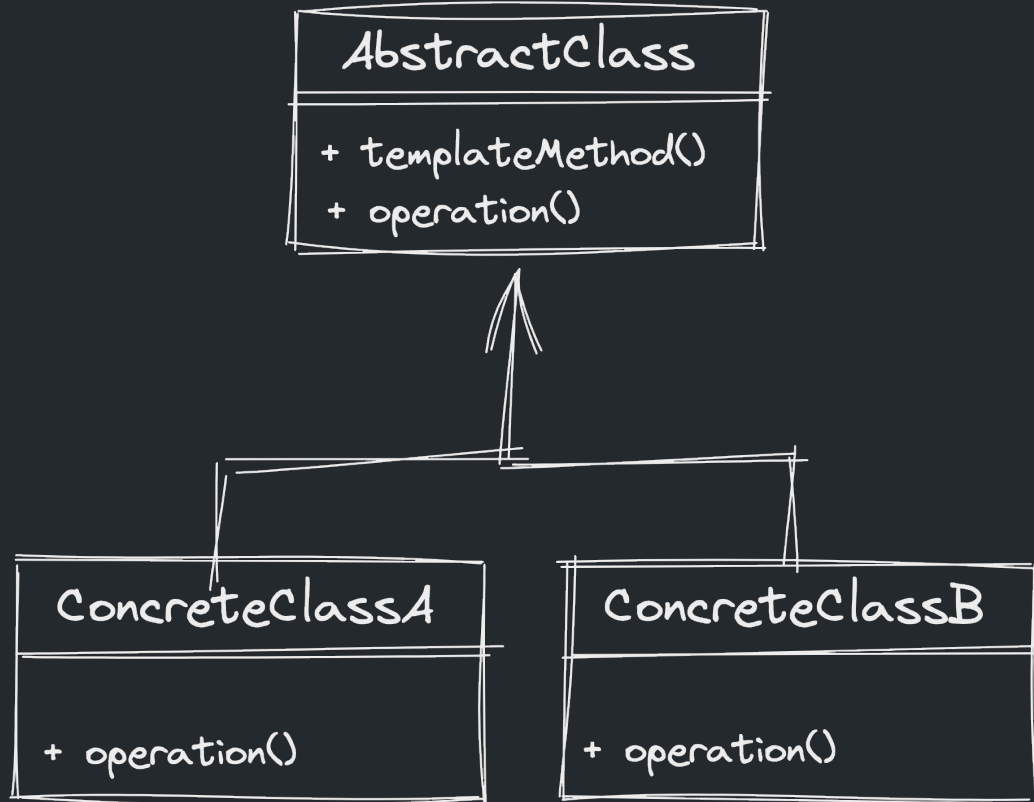 AbstractClass
+ templateMethod()
+ operation()
ConcreteClassA
+ operation()
ConcreteClassB
+ operation()